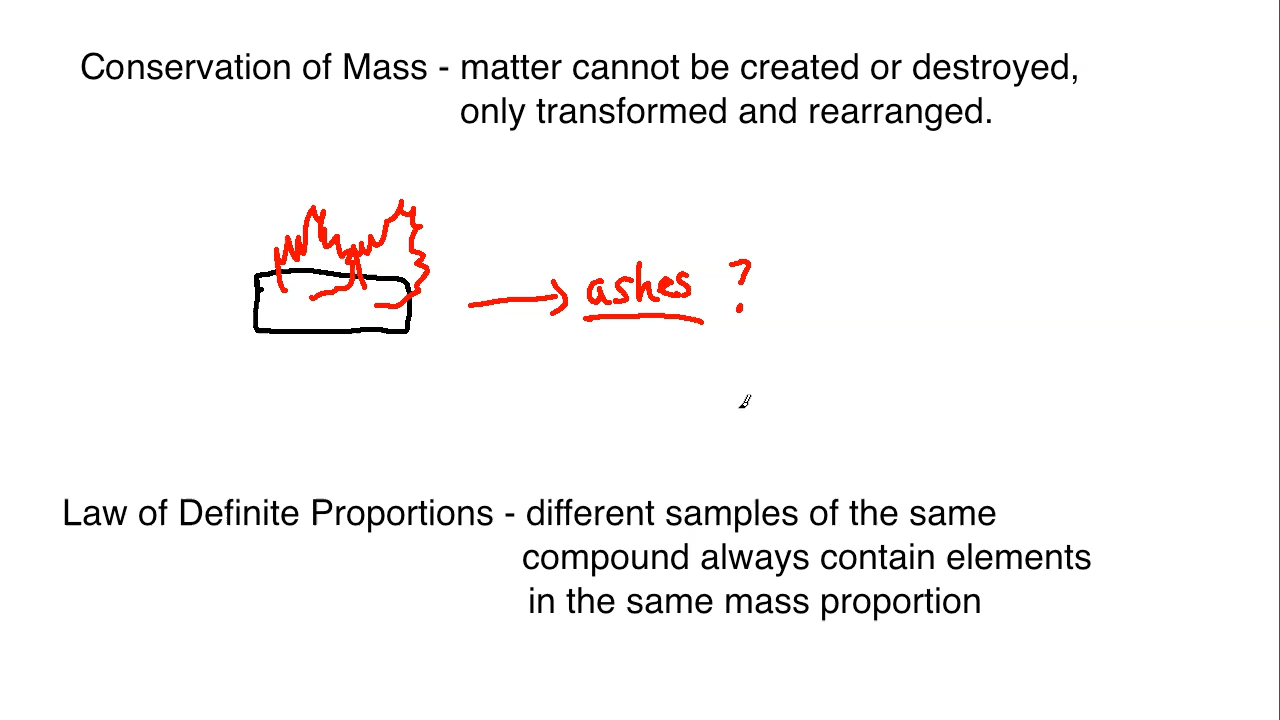 Conservation of Mass - matter cannot be created or destroyed,
only transformed and rearranged.
ashes ?
Law of Definite Proportions - different samples of the same
compound always contain elements
in the same mass proportion